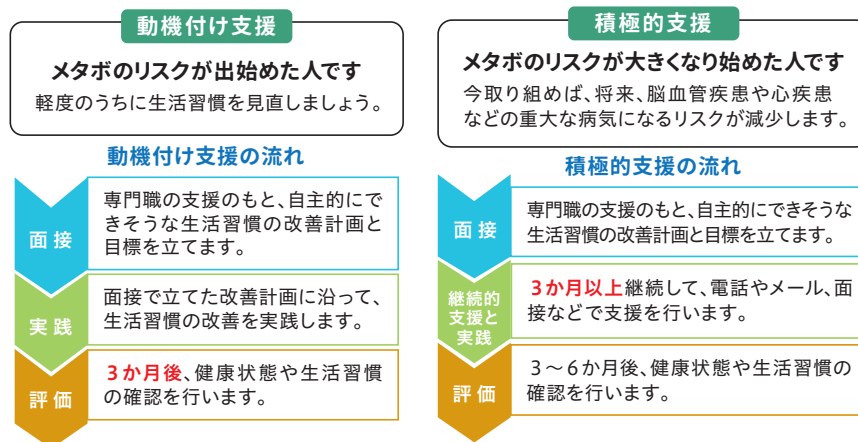 動機付け支援
メタボのリスクが出始めた人です
軽度のうちに生活習慣を見直しましょう。
動機付け支援の流れ
面接
専門職の支援のもと、自主的にで
きそうな生活習慣の改善計画と
目標を立てます。
実践
面接で立てた改善計画に沿って、
生活習慣の改善を実践します。
評価
3か月後、健康状態や生活習慣
の確認を行います。
積極的支援
メタボのリスクが大きくなり始めた人です
今取り組めば、将来、脳血管疾患や心疾患
などの重大な病気になるリスクが減少します。
積極的支援の流れ
面接
専門職の支援のもと、自主的にできそうな
生活習慣の改善計画と目標を立てます。
継続的
支援と
実践
3か月以上継続して、電話やメール、面
接などで支援を行います。
評価
3～6か月後、健康状態や生活習慣の
確認を行います。